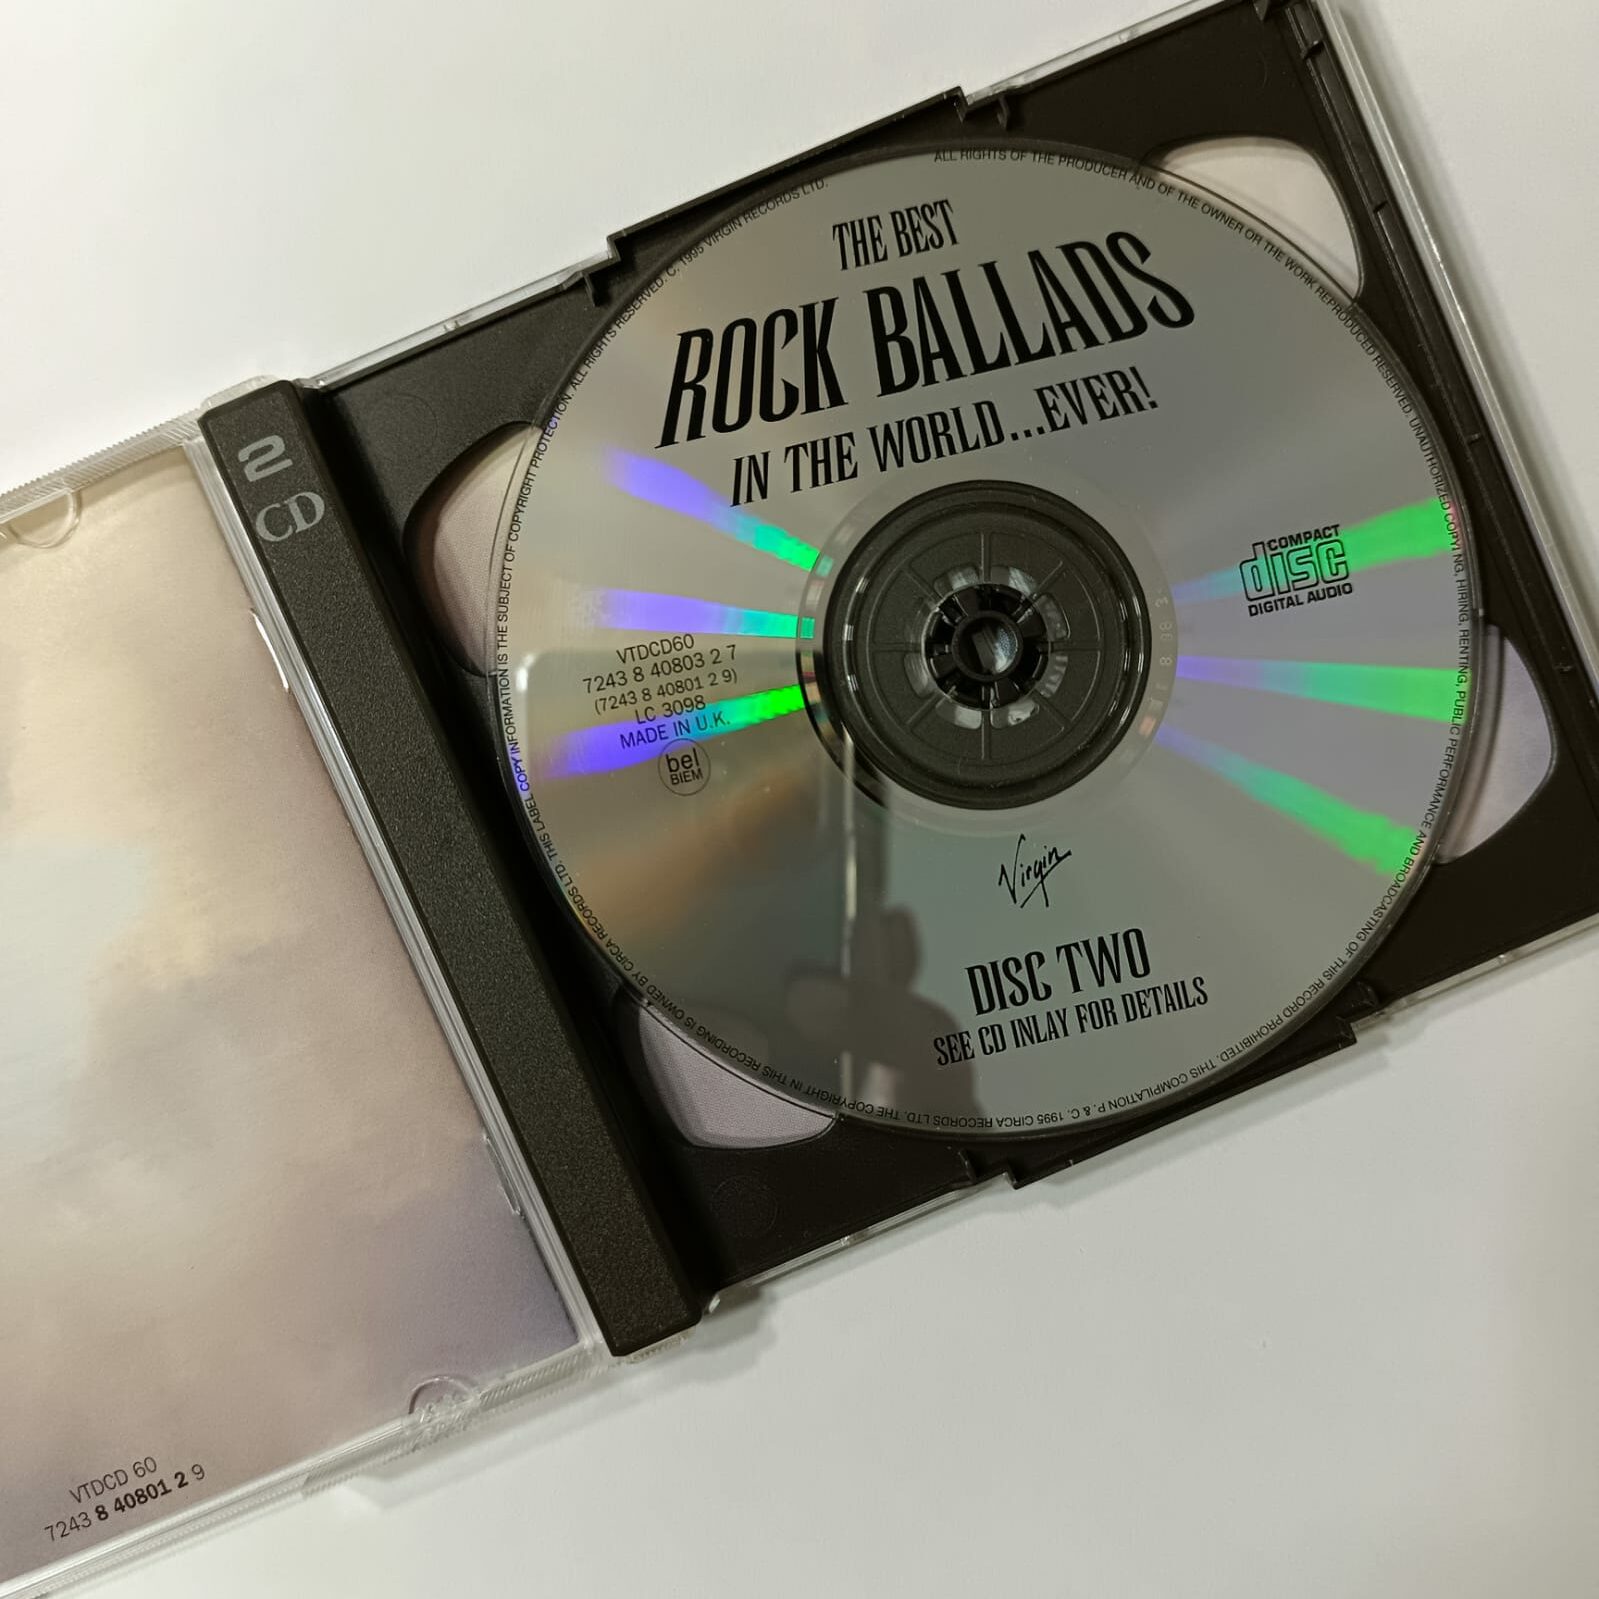 2
CD
THE BEST
ROCK BALLADS
IN THE WORLD...EVER!
COMPACT
disc
DIGITAL AUDIO
VTDCD60
7243 8 40803 2 7
(7243 8 40801 2 9)
LC 3098
MADE IN U.K.
bel
BIEM
Virgin
DISC TWO
SEE CD INLAY FOR DETAILS
THE COPYRIGHT IN THIS RECORDING IS OWNED BY CIRCA RECORDS LTD. THIS LABEL COPY INFORMATION IS THE SUBJECT OF COPYRIGHT PROTECTION. ALL RIGHTS RESERVED. C. 1995 VIRGIN RECORDS LTD.
ALL RIGHTS OF THE PRODUCER AND OF THE OWNER OR THE WORK REPRODUCED RESERVED. UNAUTHORIZED COPYING, HIRING, RENTING, PUBLIC PERFORMANCE AND BROADCASTING OF THIS RECORD PROHIBITED. THIS COMPILATION P. & C. 1995 CIRCA RECORDS LTD.
VTDCD 60
7243 8 40801 2 9